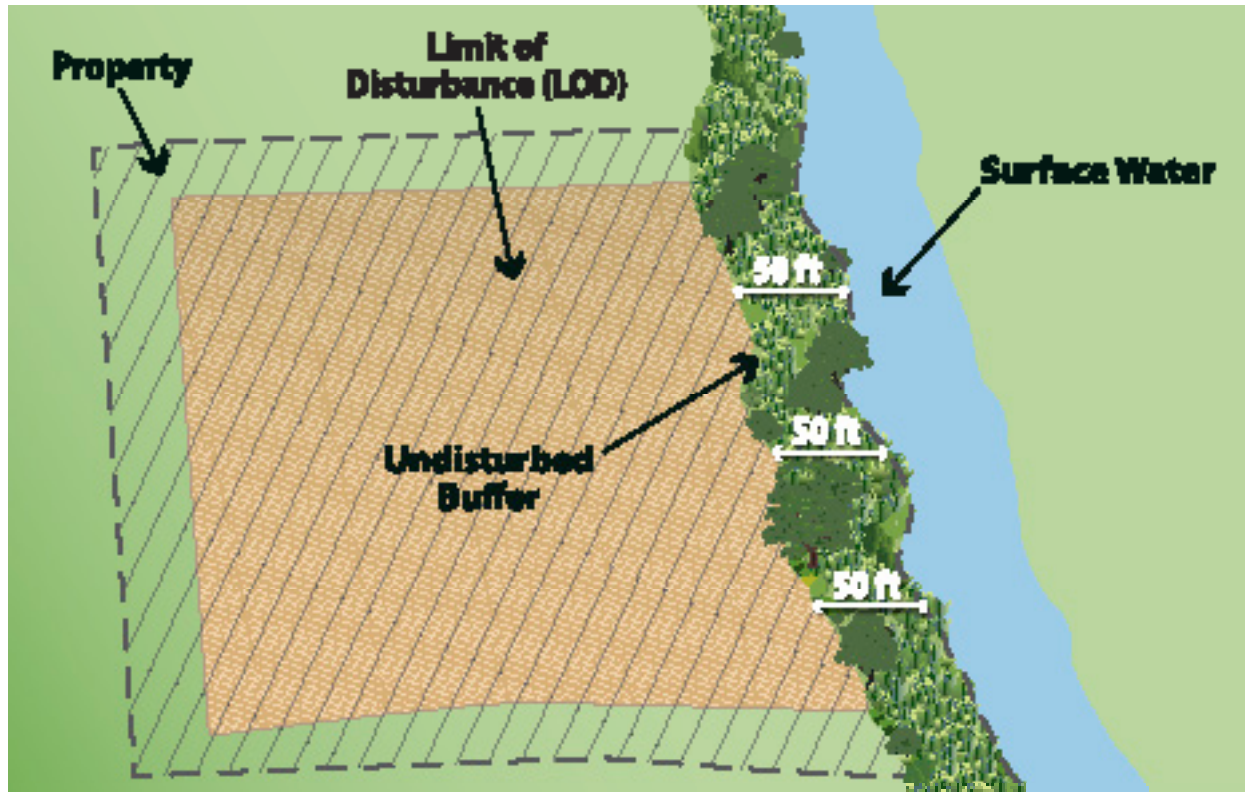 Limit of
Disturbance (LOD)
Property
Surface Water
50 ft
50 ft
Undisturbed
Buffer
50 ft